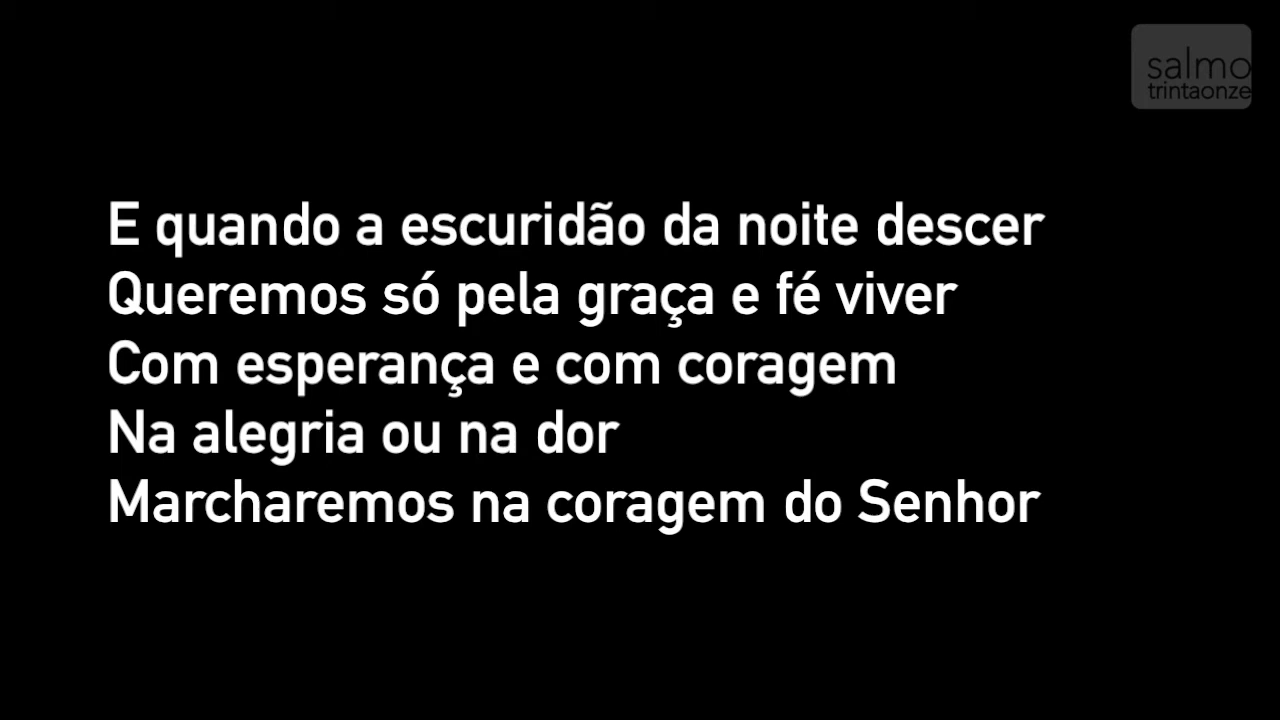 salmo
trintaonze
E quando a escuridão da noite descer
Queremos só pela graça e fé viver
Com esperança e com coragem
Na alegria ou na dor
Marcharemos na coragem do Senhor